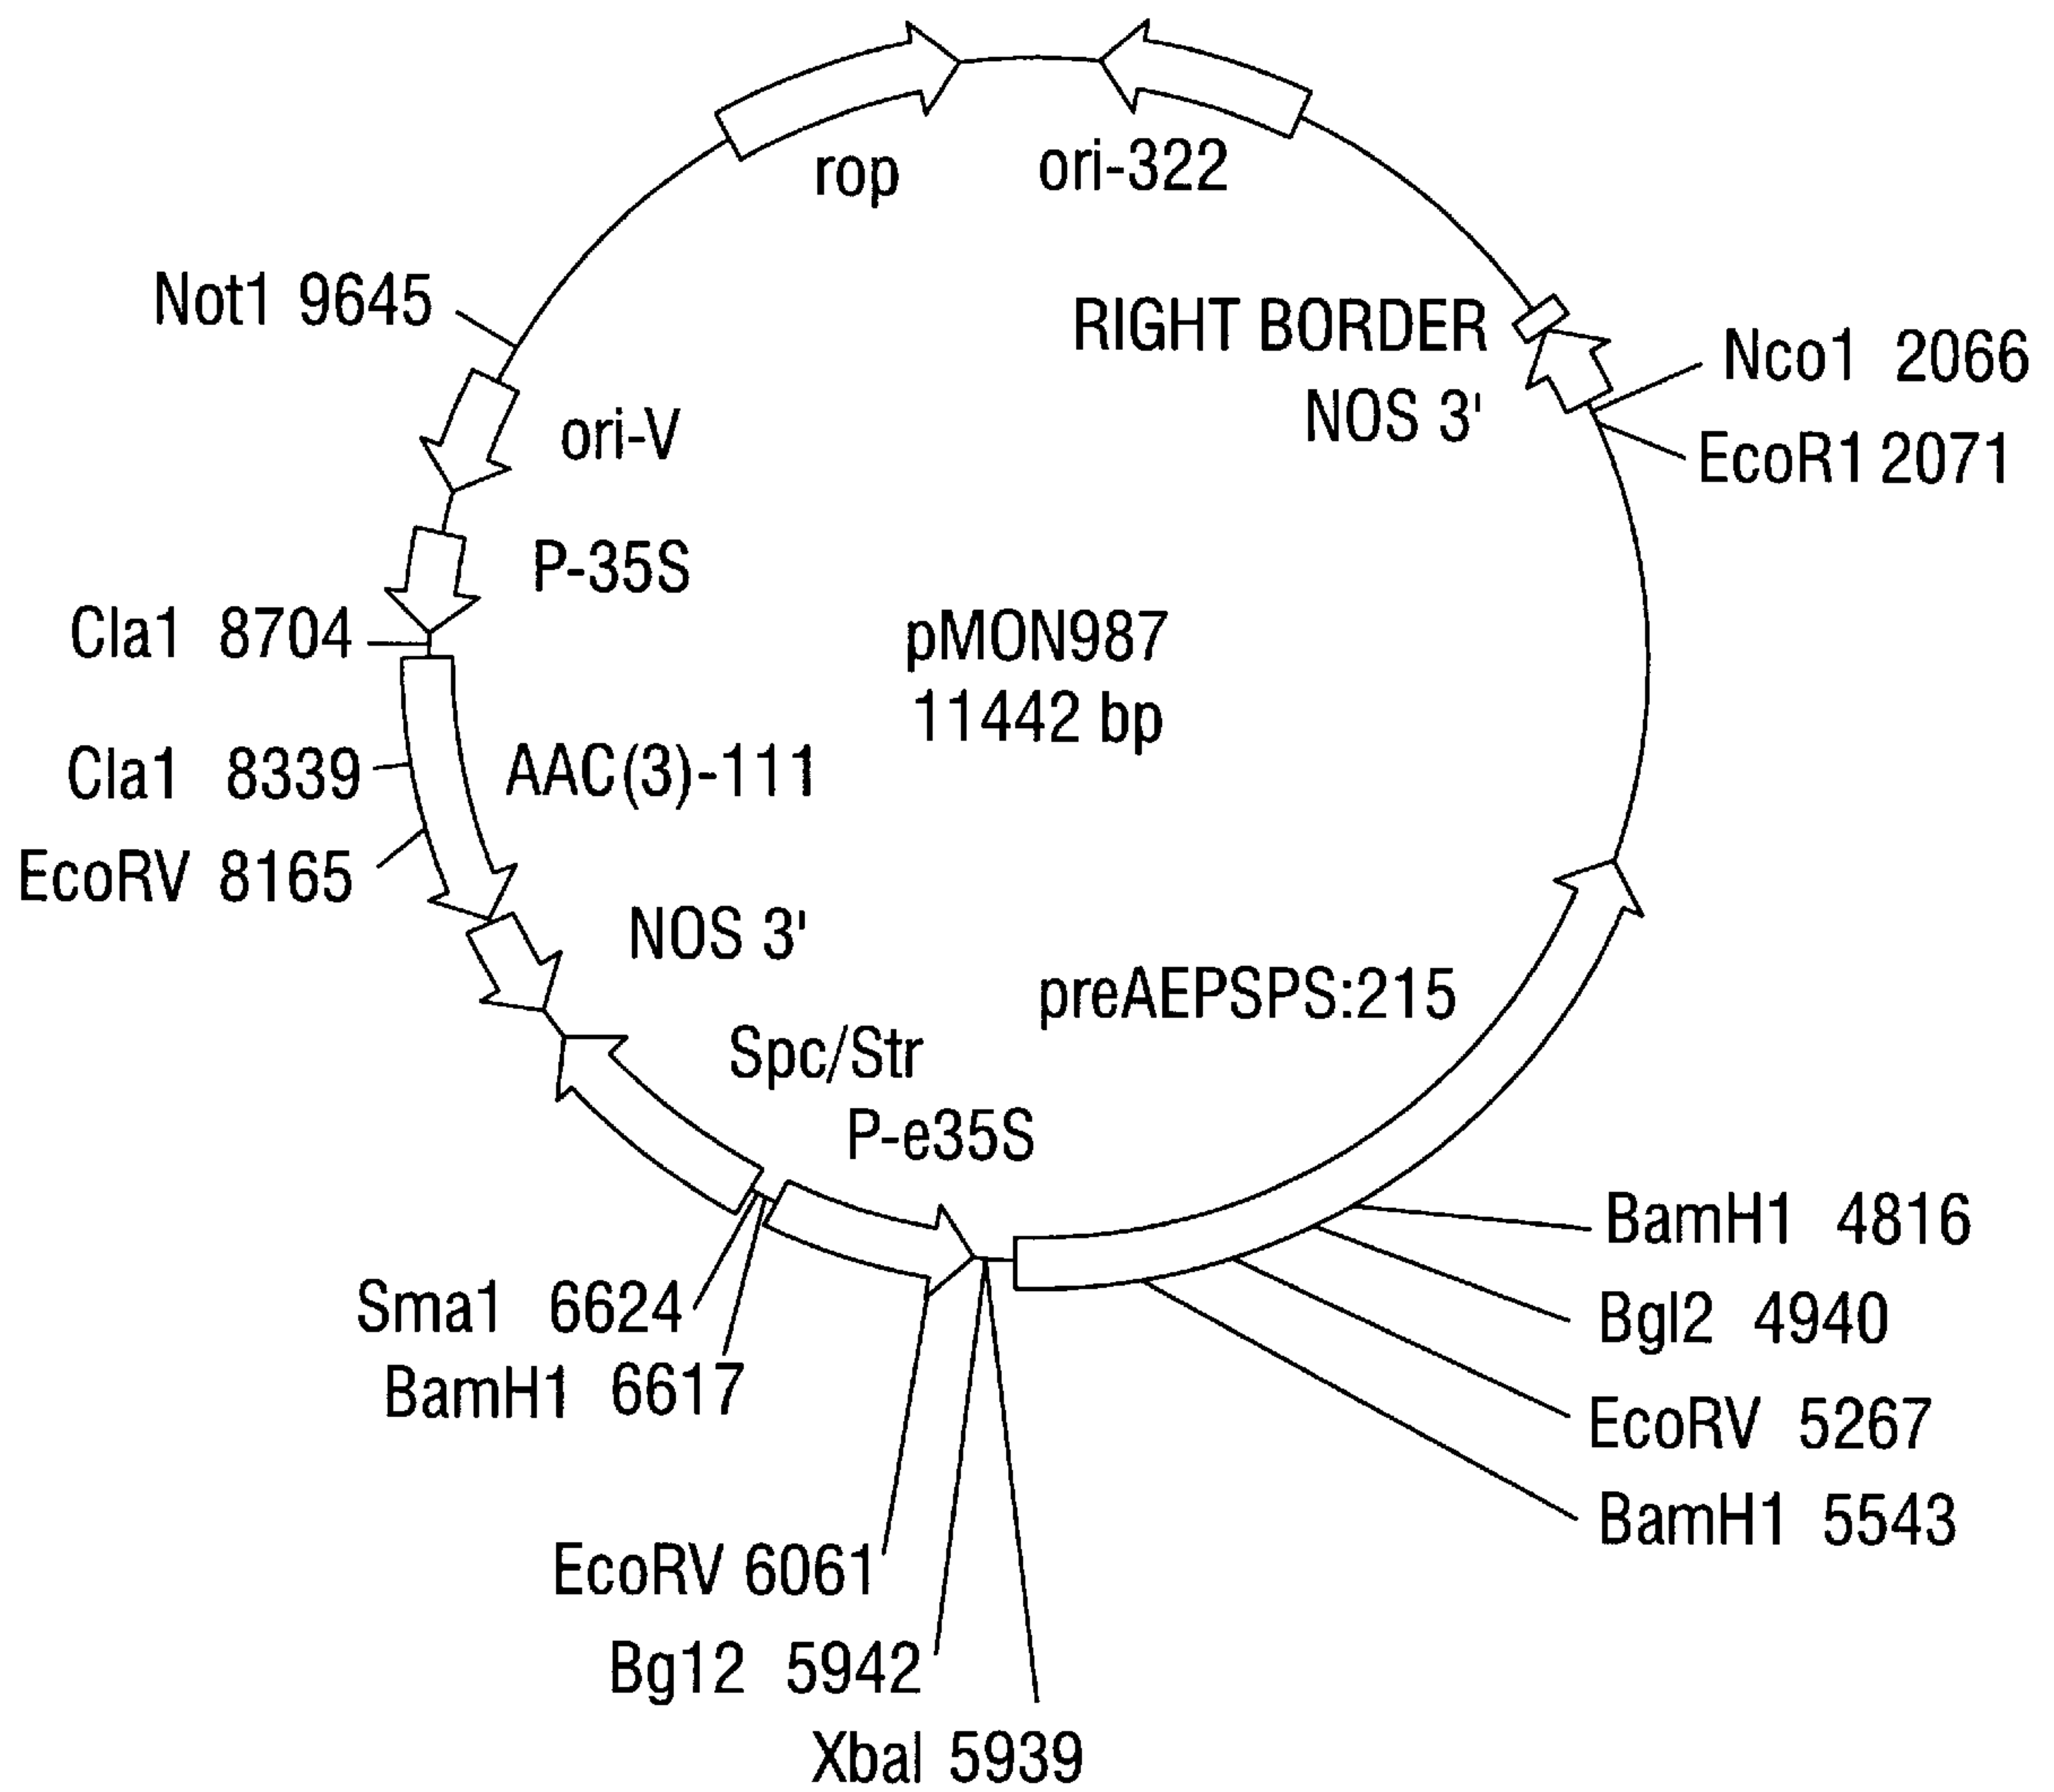 rop
ori-322
Not1 9645
RIGHT BORDER
NOS 3'
Nco1 2066
EcoR1 2071
ori-V
P-35S
Cla1 8704
pMON987
11442 bp
Cla1 8339
AAC(3)-111
EcoRV 8165
NOS 3'
preAEPSPS:215
Spc/Str
P-e35S
BamH1 4816
Sma1 6624
Bgl2 4940
BamH1 6617
EcoRV 5267
BamH1 5543
EcoRV 6061
Bg12 5942
XbaI 5939